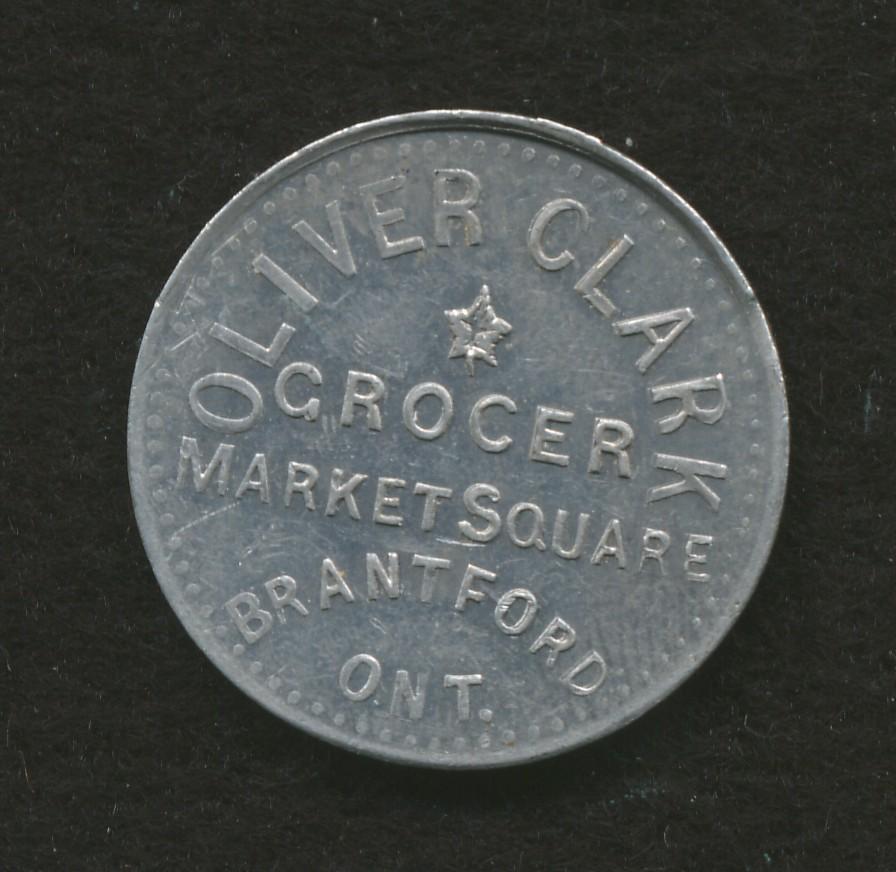 OLIVER CLARK
GROCER
MARKET SQUARE
BRANTFORD
ONT.